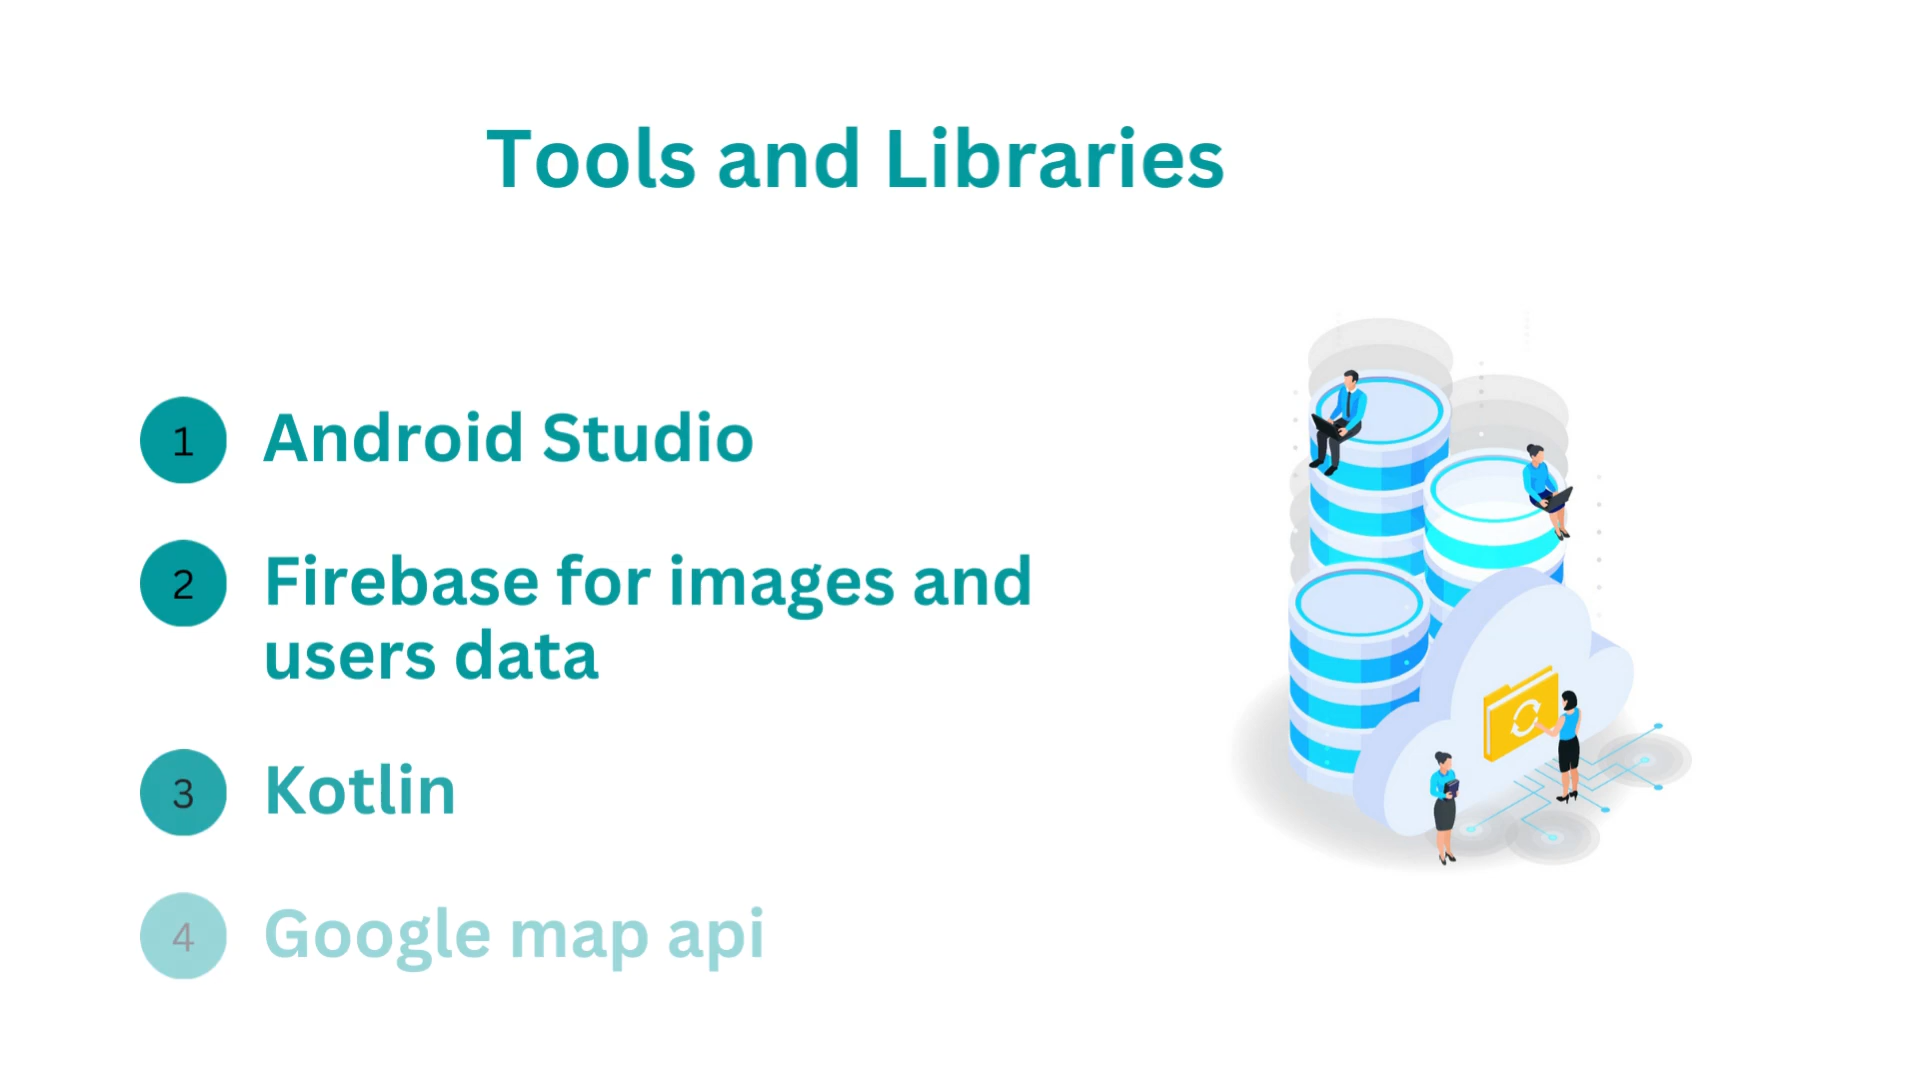 Tools and Libraries
1 Android Studio
2 Firebase for images and
users data
3 Kotlin
4 Google map api